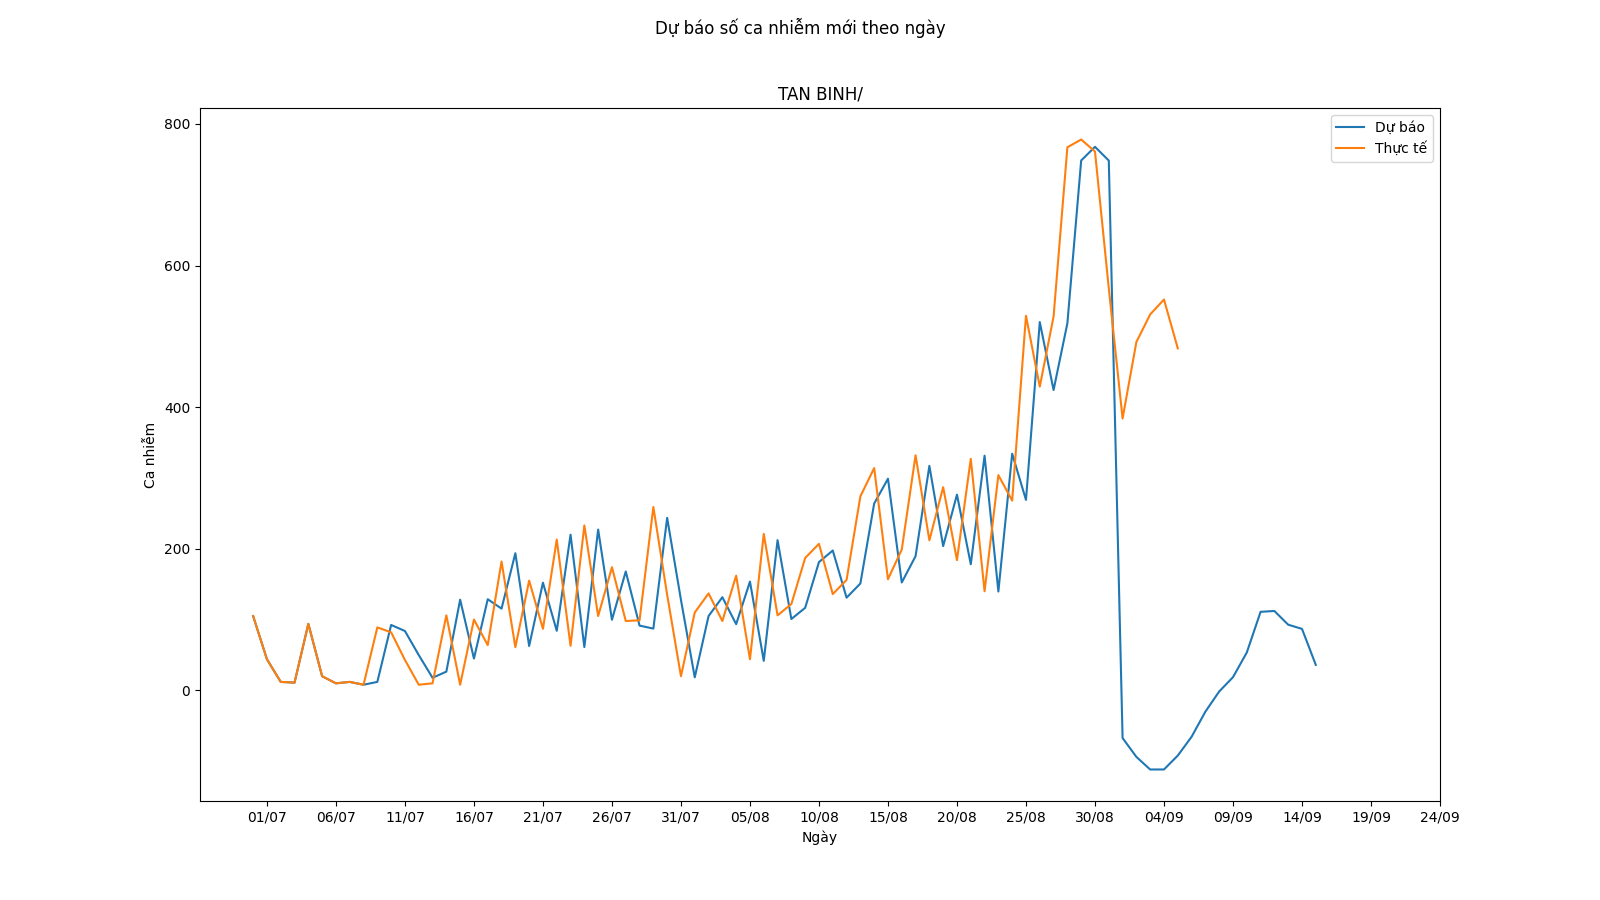 Dự báo số ca nhiễm mới theo ngày
TAN BINH/
Dự báo
Thực tế
800
600
400
200
0
Ca nhiễm
01/07 06/07 11/07 16/07 21/07 26/07 31/07 05/08 10/08 15/08 20/08 25/08 30/08 04/09 09/09 14/09 19/09 24/09
Ngày